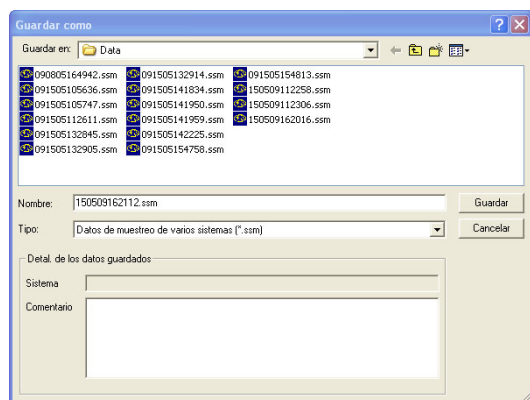 Guardar como
Guardar en: Data
090805164942.ssm 091505132914.ssm 091505154813.ssm
091505105636.ssm 091505141834.ssm 150509112258.ssm
091505105747.ssm 091505141950.ssm 150509112306.ssm
091505112611.ssm 091505141959.ssm 150509162016.ssm
091505132845.ssm 091505142225.ssm
091505132905.ssm 091505154758.ssm
Nombre: 150509162112.ssm Guardar
Tipo: Datos de muestreo de varios sistemas (*.ssm) Cancelar
Detal. de los datos guardados
Sistema
Comentario